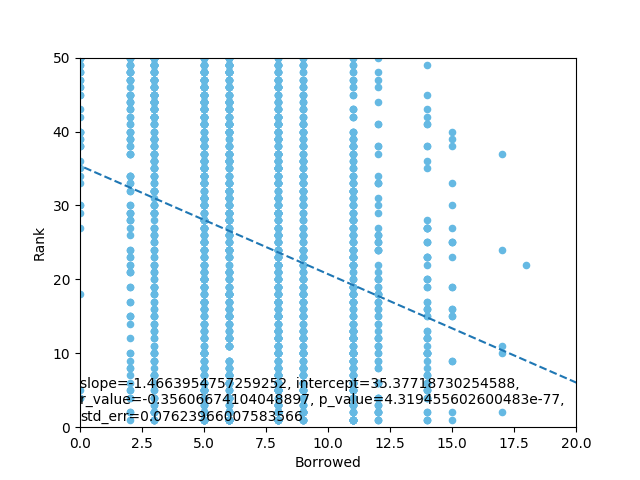 50
40
30
20
10
0
Rank
slope=-1.4663954757259252, intercept=35.37718730254588,
r_value=-0.35606674104048897, p_value=4.319455602600483e-77,
std_err=0.07623966007583566
0.0 2.5 5.0 7.5 10.0 12.5 15.0 17.5 20.0
Borrowed